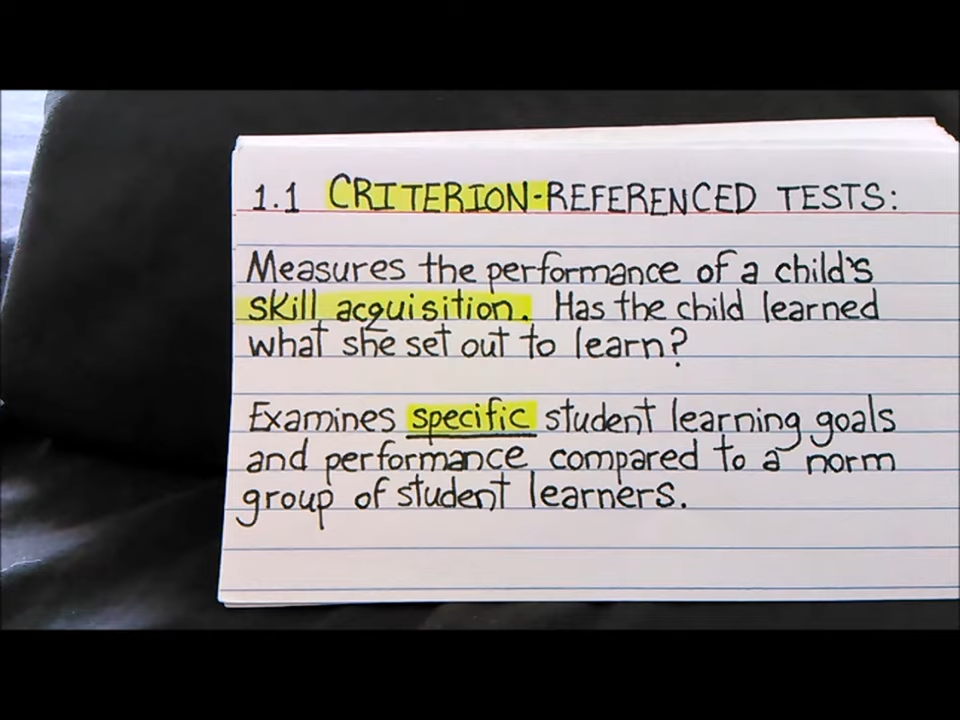 1.1 CRITERION-REFERENCED TESTS:
Measures the performance of a child's
skill acquisition. Has the child learned
what she set out to learn?
Examines specific student learning goals
and performance compared to a norm
group of student learners.